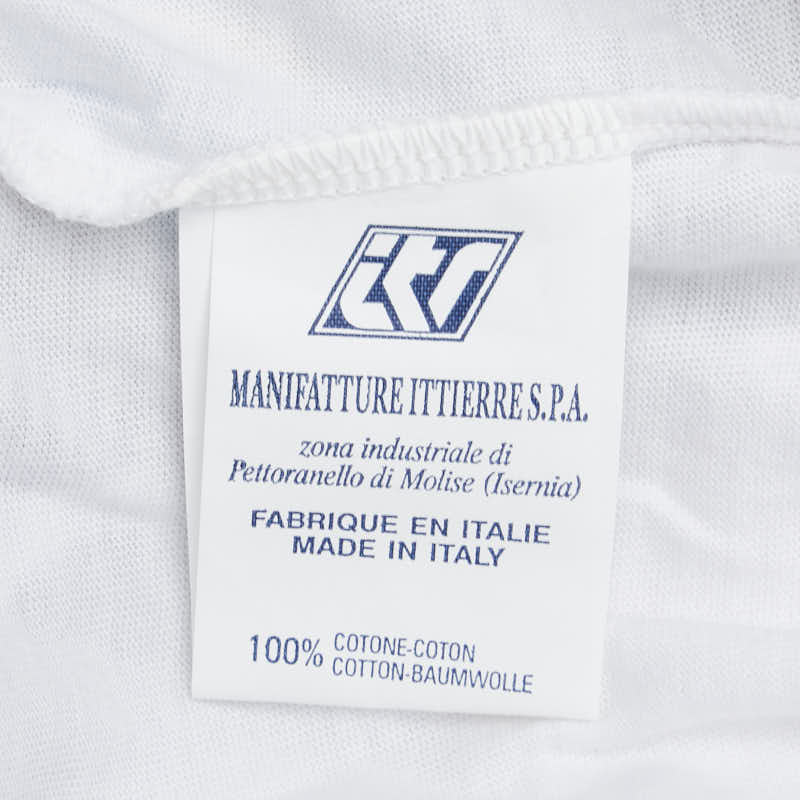 itr
MANIFATTURE ITTIERRE S.P.A.
zona industriale di
Pettoranello di Molise (Isernia)
FABRIQUE EN ITALIE
MADE IN ITALY
100% COTONE-COTON
COTTON-BAUMWOLLE